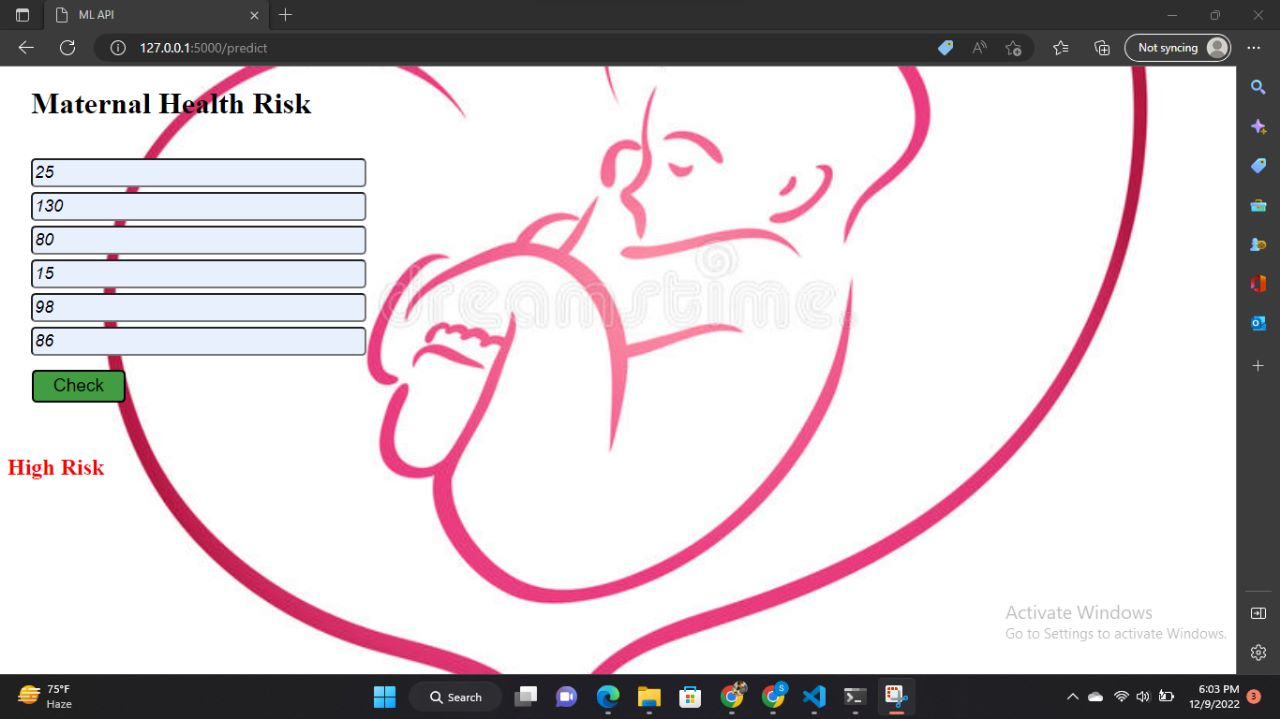 ML API
127.0.0.1:5000/predict
Not syncing
Maternal Health Risk
25
130
80
15
98
86
Check
High Risk
dreamstime.
Activate Windows
Go to Settings to activate Windows.
75°F
Haze
Search
S
6:03 PM
12/9/2022
3